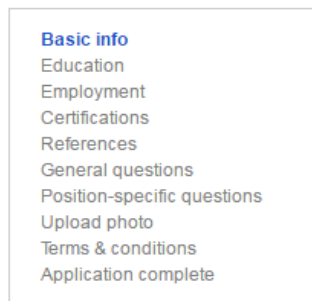 Basic info
Education
Employment
Certifications
References
General questions
Position-specific questions
Upload photo
Terms & conditions
Application complete